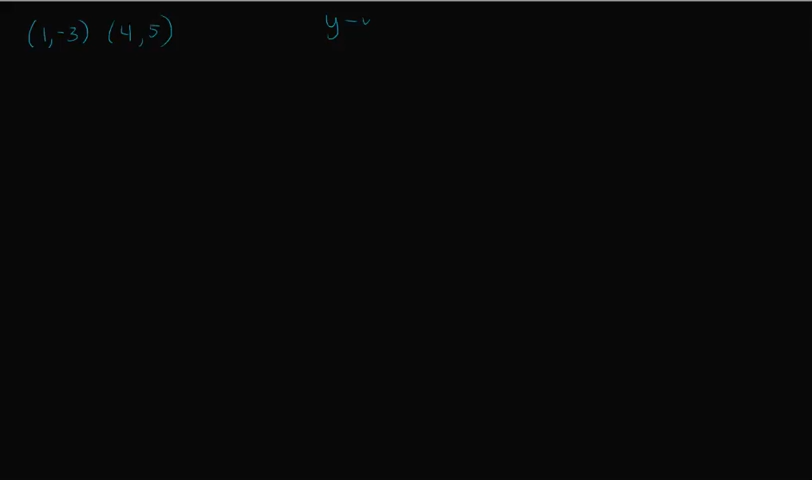 (1,-3) (4,5) y-